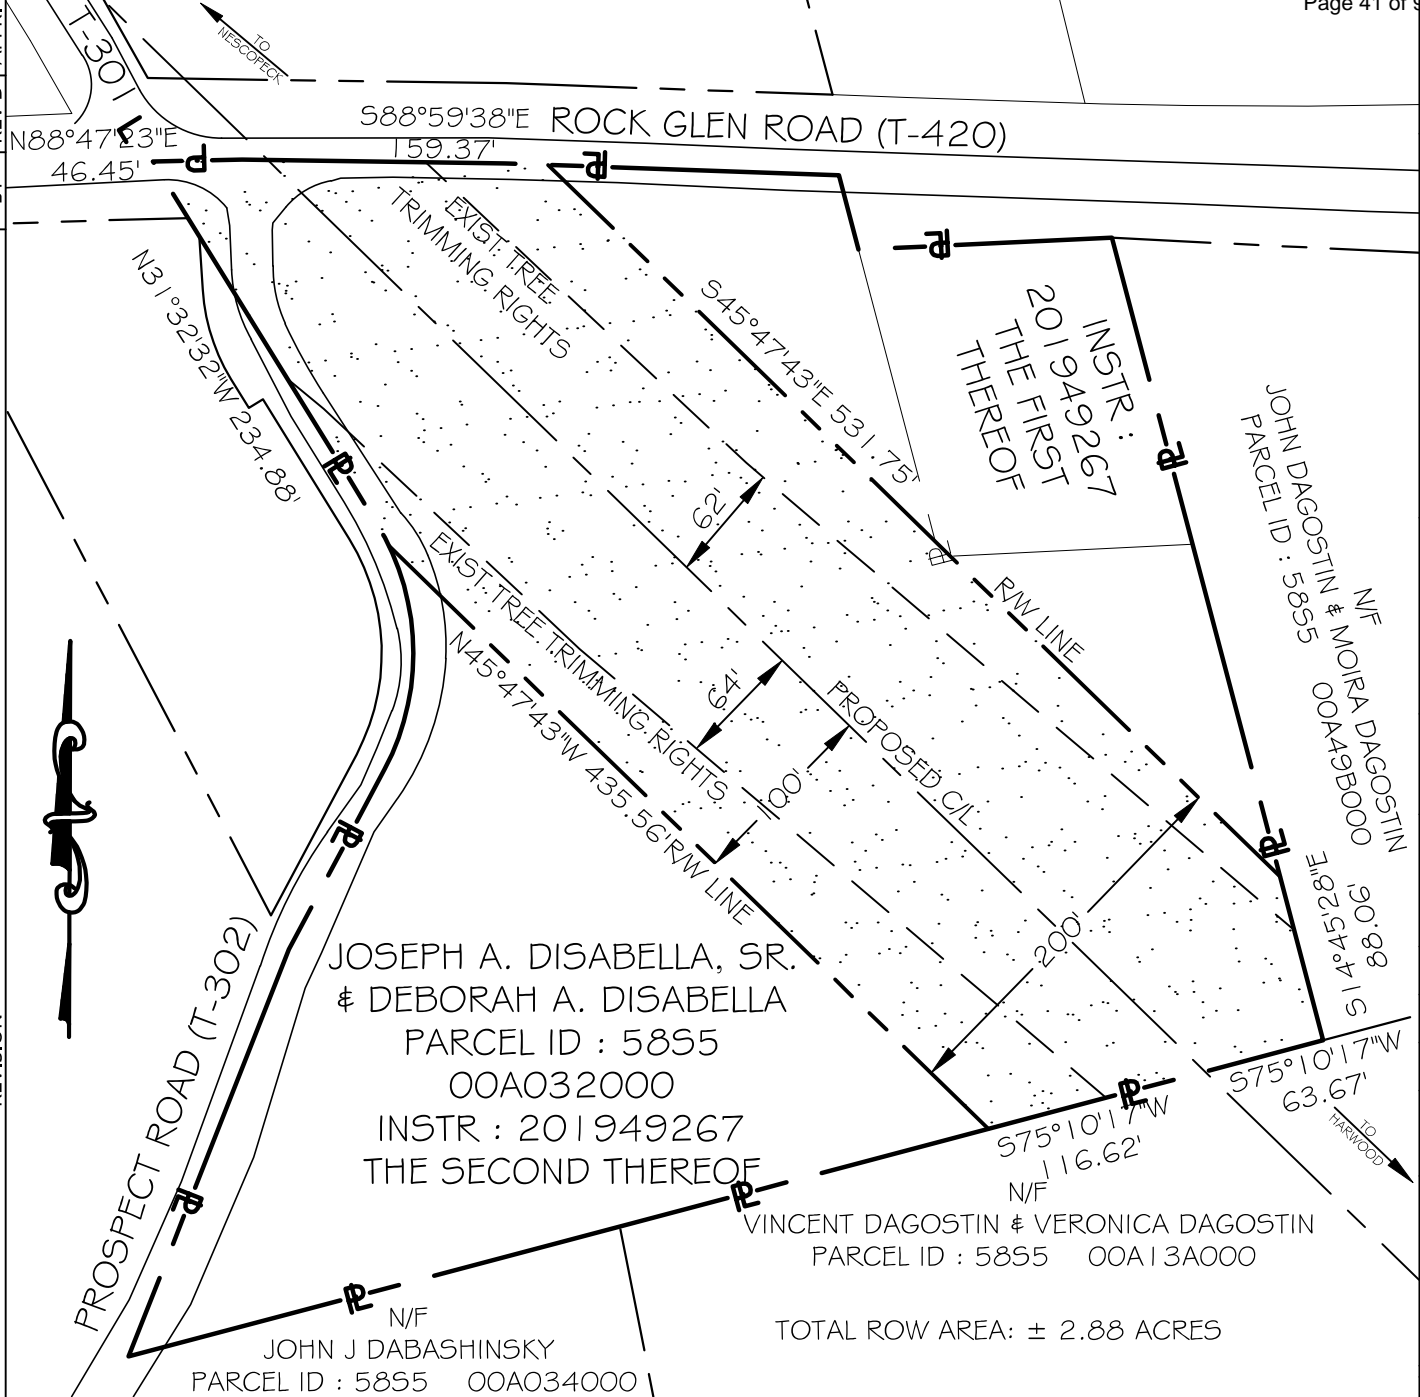 Page 41 of 9
T-301
TO
NESCOPECK
S88°59'38"E
159.37'
ROCK GLEN ROAD (T-420)
N88°47'23"E
46.45'
EXIST. TREE
TRIMMING RIGHTS
N31°32'32"W 234.88'
S45°47'43"E 531.75'
INSTR :
201949267
THE FIRST
THEREOF
N/F
JOHN DAGOSTIN & MOIRA DAGOSTIN
PARCEL ID : 58S5 00A49B000
62'
EXIST. TREE TRIMMING RIGHTS
R/W LINE
N45°47'43"W 435.56'
R/W LINE
64'
PROPOSED C/L
100'
200'
S14°45'28"E
88.06'
JOSEPH A. DISABELLA, SR.
& DEBORAH A. DISABELLA
PARCEL ID : 58S5
00A032000
INSTR : 201949267
THE SECOND THEREOF
PROSPECT ROAD (T-302)
S75°10'17"W
63.67'
TO
HARWOOD
S75°10'17"W
116.62'
N/F
VINCENT DAGOSTIN & VERONICA DAGOSTIN
PARCEL ID : 58S5 00A13A000
N/F
JOHN J DABASHINSKY
PARCEL ID : 58S5 00A034000
TOTAL ROW AREA: ± 2.88 ACRES